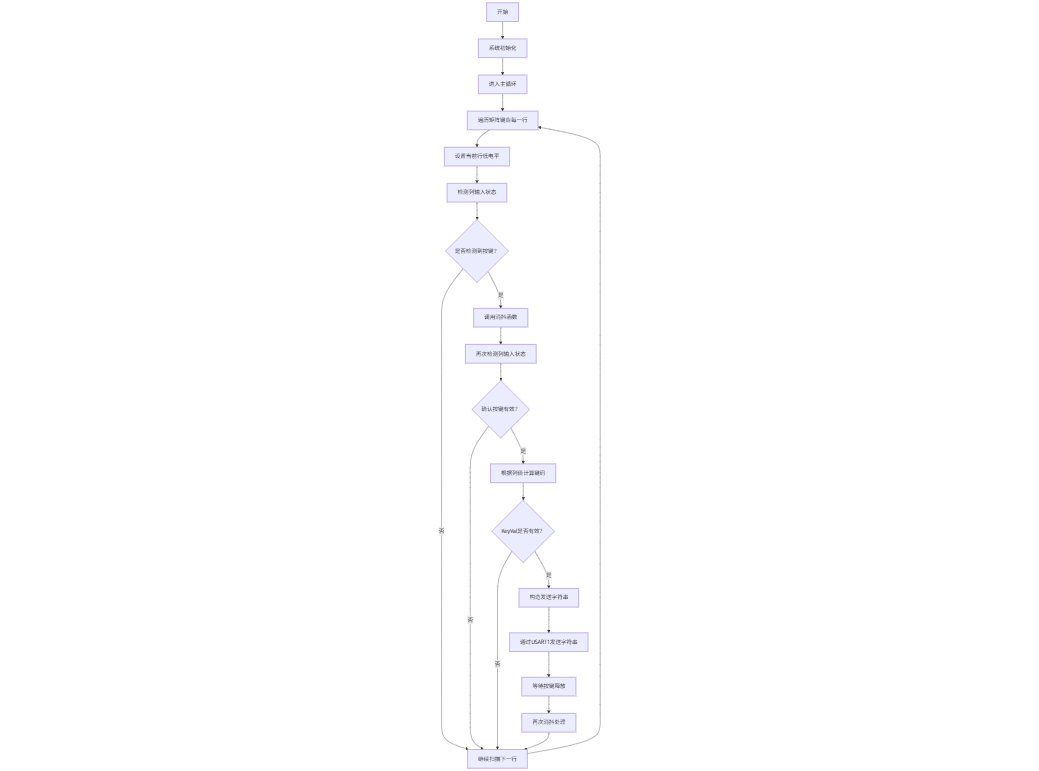 开始
系统初始化
进入主循环
遍历矩阵键盘每一行
设置当前行低电平
检测列输入状态
是否检测到按键?
是
调用消抖函数
再次检测列输入状态
确认按键有效?
是
根据列值计算键码
否
KeyVal是否有效?
是
构造发送字符串
否
通过USART1发送字符串
否
等待按键释放
再次消抖处理
继续扫描下一行